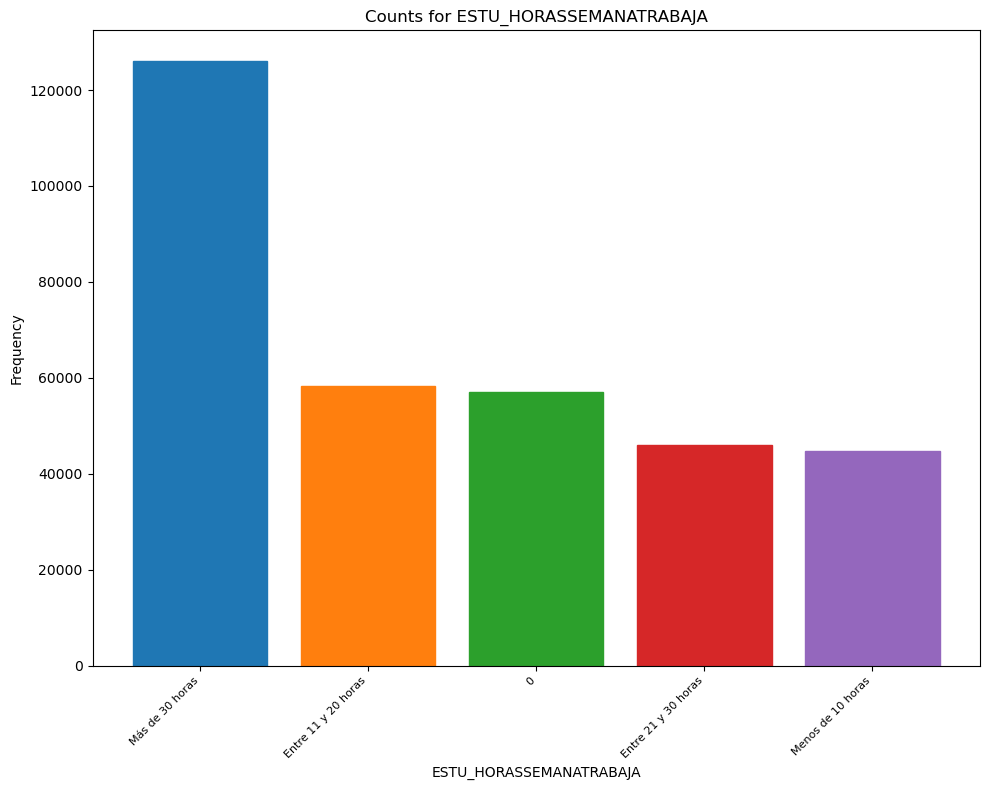 Counts for ESTU_HORASSEMANATRABAJA
120000
100000
80000
60000
40000
20000
0
Frequency
Más de 30 horas
Entre 11 y 20 horas
0
Entre 21 y 30 horas
Menos de 10 horas
ESTU_HORASSEMANATRABAJA